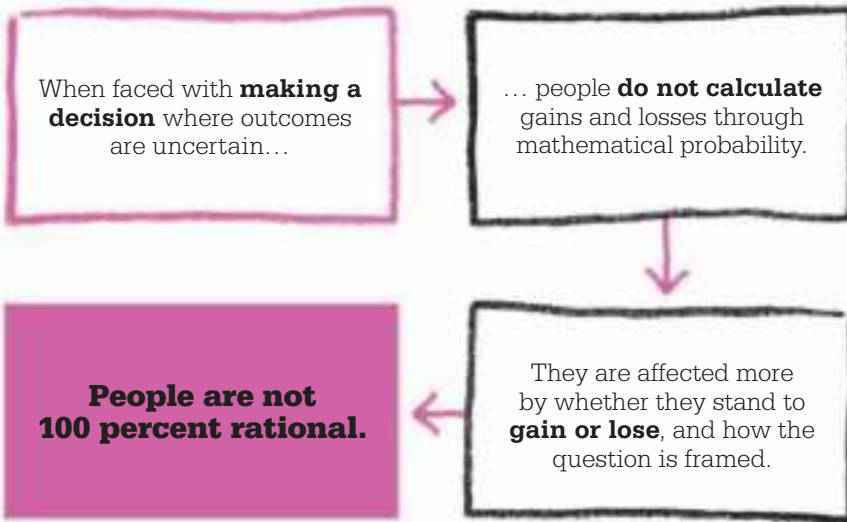 When faced with making a
decision where outcomes
are uncertain…
… people do not calculate
gains and losses through
mathematical probability.
They are affected more
by whether they stand to
gain or lose, and how the
question is framed.
People are not
100 percent rational.